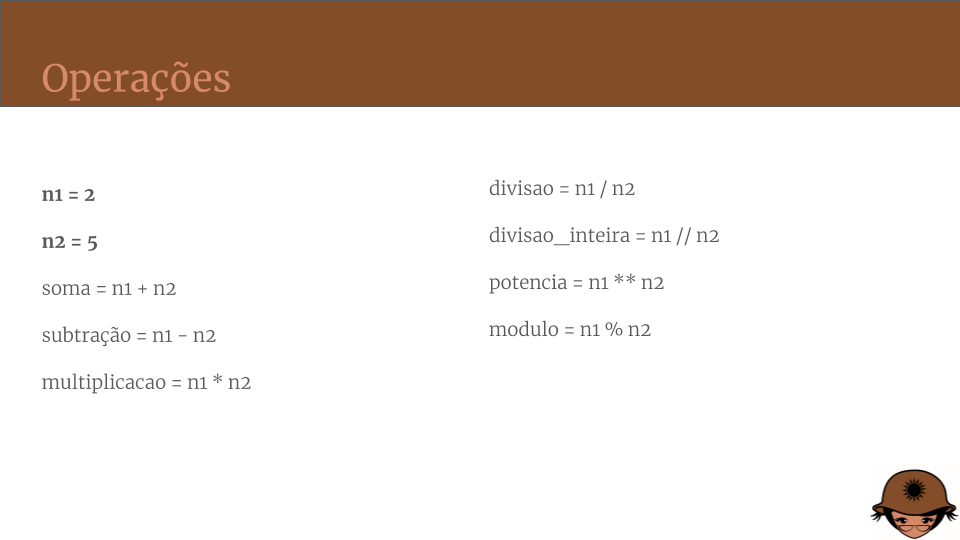 Operações
n1 = 2
n2 = 5
soma = n1 + n2
subtração = n1 - n2
multiplicacao = n1 * n2
divisao = n1 / n2
divisao_inteira = n1 // n2
potencia = n1 ** n2
modulo = n1 % n2